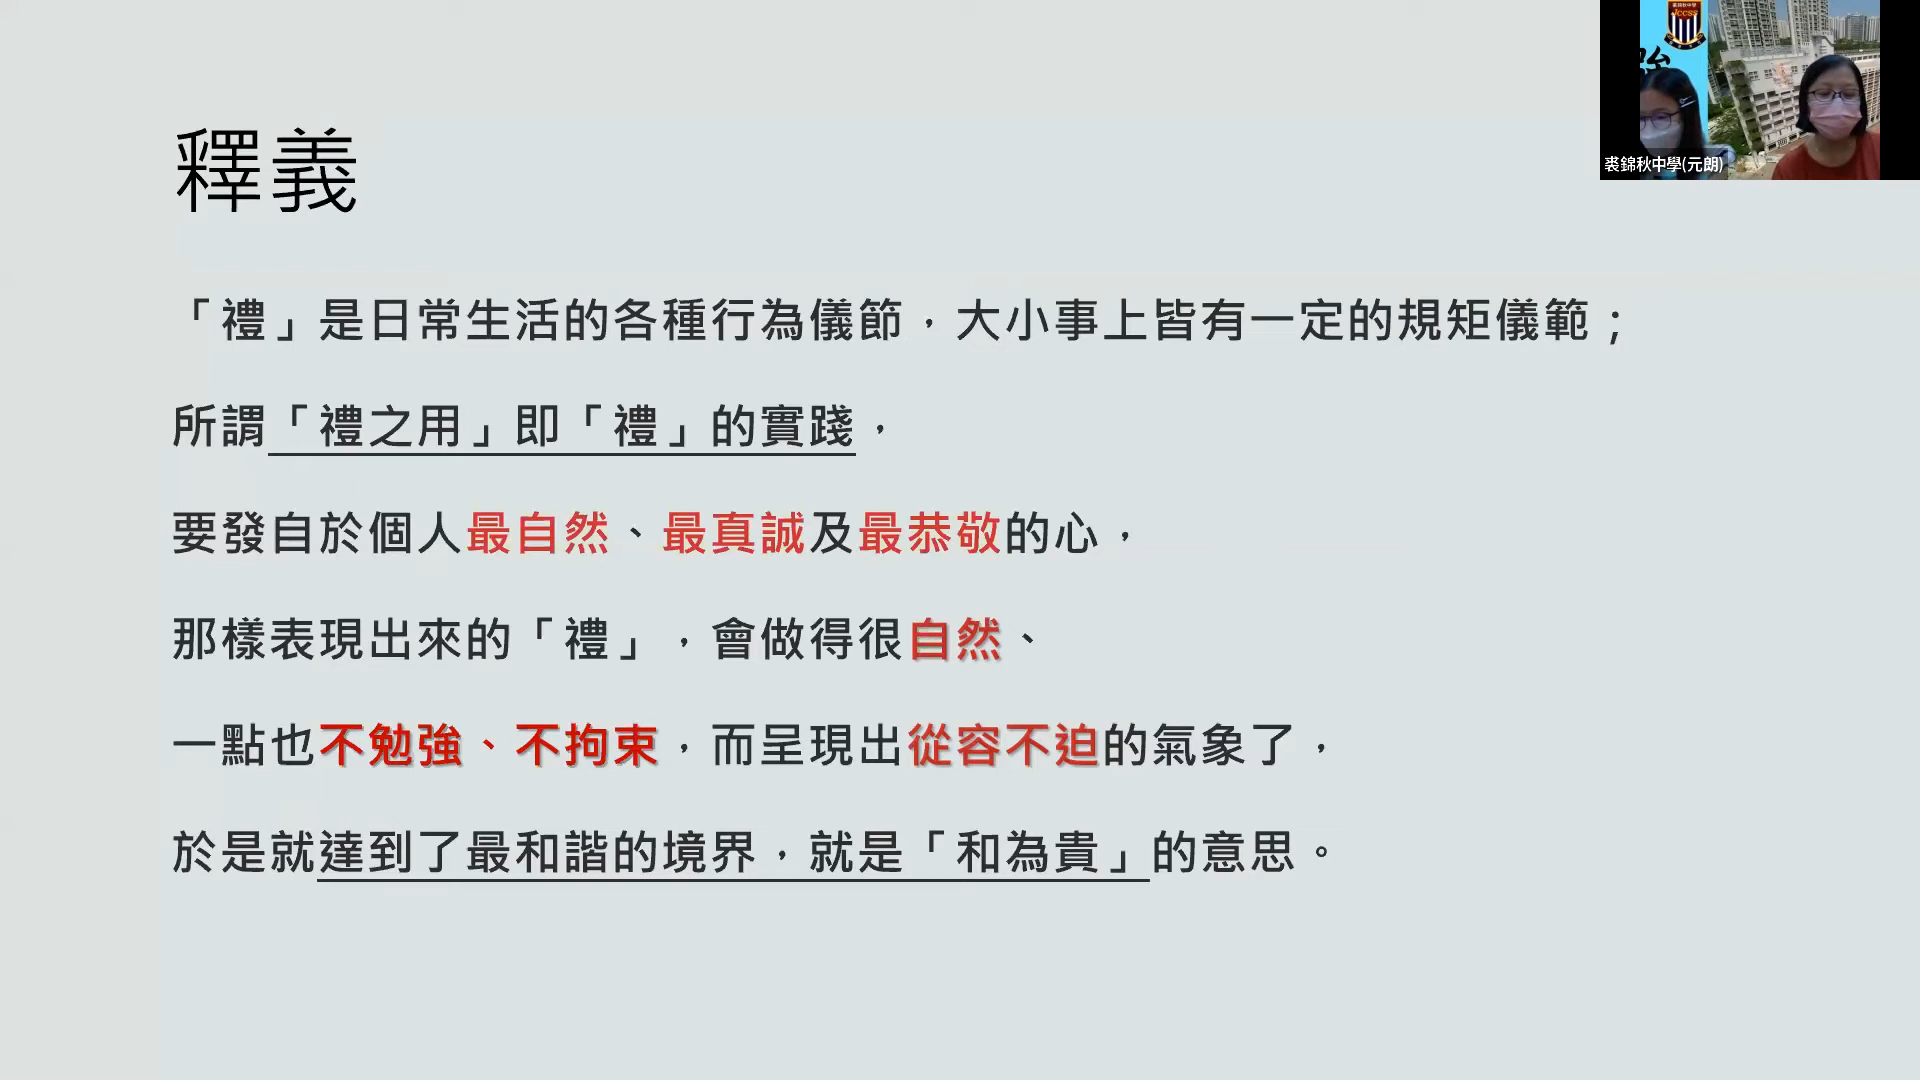 釋義
「禮」是日常生活的各種行為儀節，大小事上皆有一定的規矩儀範；
所謂「禮之用」即「禮」的實踐，
要發自於個人最自然、最真誠及最恭敬的心，
那樣表現出來的「禮」，會做得很自然、
一點也不勉強、不拘束，而呈現出從容不迫的氣象了，
於是就達到了最和諧的境界，就是「和為貴」的意思。
裘錦秋中學
JCCSS
裘錦秋中學(元朗)